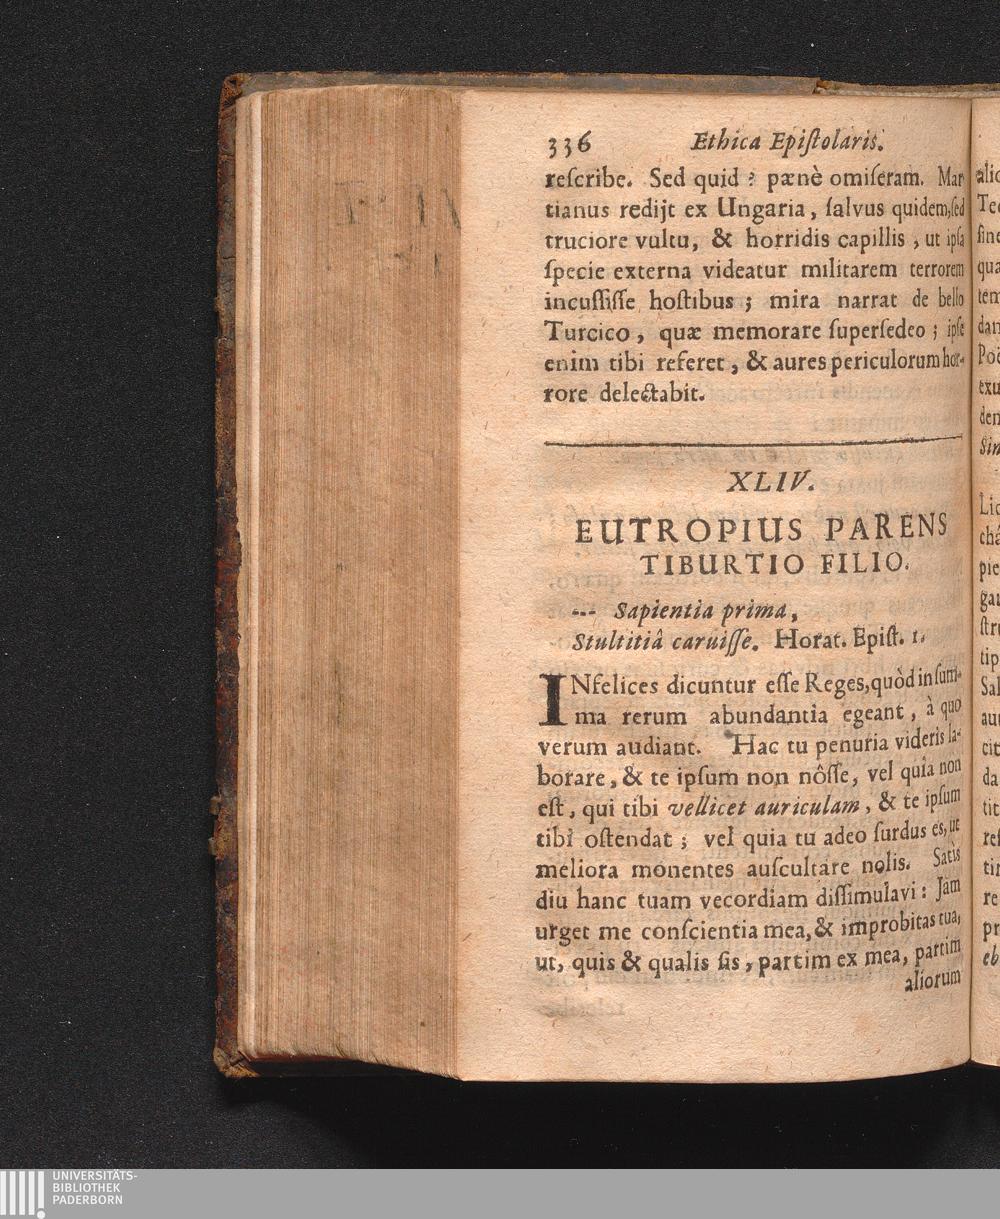 336 Ethica Epiſtolaris.
reſcribe. Sed quid ? pænè omiſeram. Mar
tianus redijt ex Ungaria, ſalvus quidem, ſed
truciore vultu, & horridis capillis, ut ipſa
ſpecie externa videatur militarem terrorem
incuſſiſſe hoſtibus; mira narrat de bello
Turcico, quæ memorare ſuperſedeo; ipſe
enim tibi referet, & aures periculorum hor-
rore delectabit.
XLIV.
EUTROPIUS PARENS
TIBURTIO FILIO.
--- Sapientia prima,
Stultitiâ caruiſſe. Horat. Epiſt. 1.
INfelices dicuntur eſſe Reges, quòd in ſum-
ma rerum abundantia egeant, à quo
verum audiant. Hac tu penuria videris la-
borare, & te ipſum non nôſſe, vel quia non
eſt, qui tibi vellicet auriculam, & te ipſum
tibi oſtendat; vel quia tu adeo ſurdus es, ut
meliora monentes auſcultare nolis. Satìs
diu hanc tuam vecordiam diſſimulavi: Jam
urget me conſcientia mea, & improbitas tua,
ut, quis & qualis ſis, partim ex mea, partim
aliorum
UNIVERSITÄTS-
BIBLIOTHEK
PADERBORN